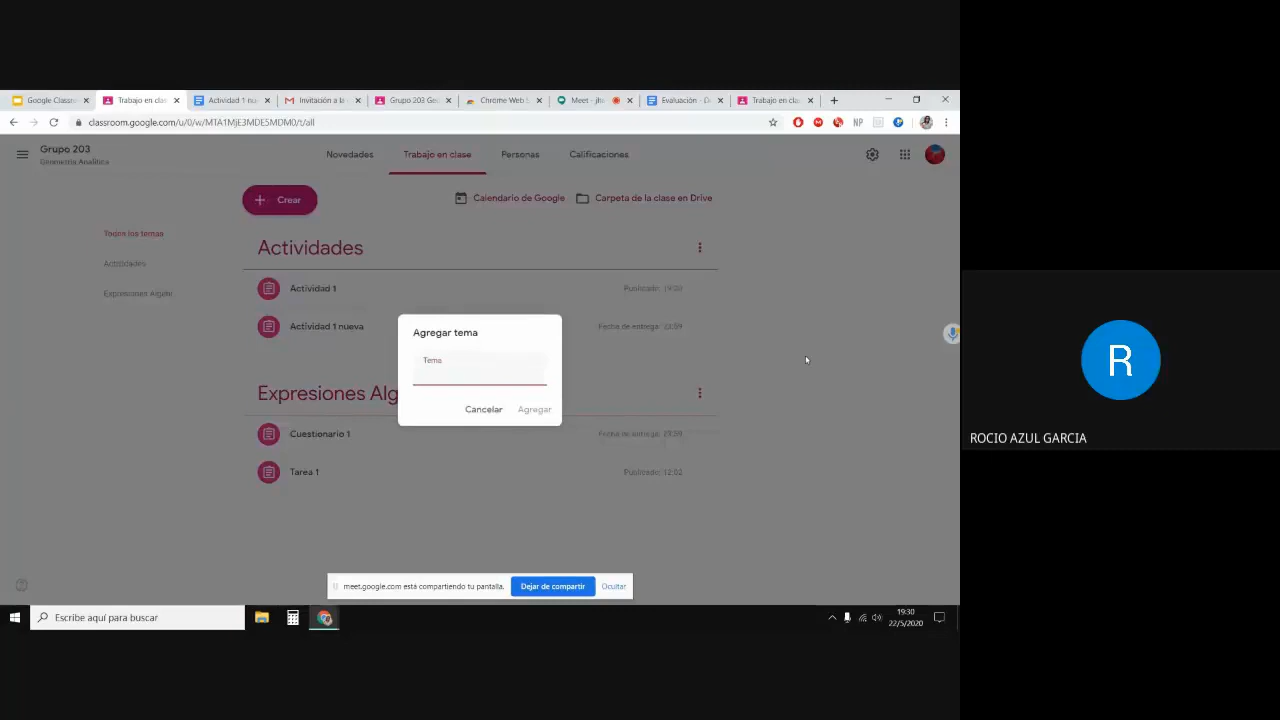 Google Classro
Trabajo en clas
Actividad 1 nu
Invitación a la
Grupo 203 Ge
Chrome Web
Meet - jh
Evaluación - D
Trabajo en cla
classroom.google.com/u/0/w/MTA1MjE3MDE5MDM0/t/all
NP
Grupo 203
Geometría Analítica
Novedades
Trabajo en clase
Personas
Calificaciones
Crear
Calendario de Google
Carpeta de la clase en Drive
Todos los temas
Actividades
Expresiones Algebr
Actividades
Actividad 1
Publicado: 19:20
Actividad 1 nueva
Fecha de entrega: 23:59
Agregar tema
Tema
Cancelar
Agregar
Expresiones Alg
Cuestionario 1
Fecha de entrega: 23:59
Tarea 1
Publicado: 12:02
meet.google.com está compartiendo tu pantalla.
Dejar de compartir
Ocultar
Escribe aquí para buscar
19:30
22/5/2020
R
ROCIO AZUL GARCIA